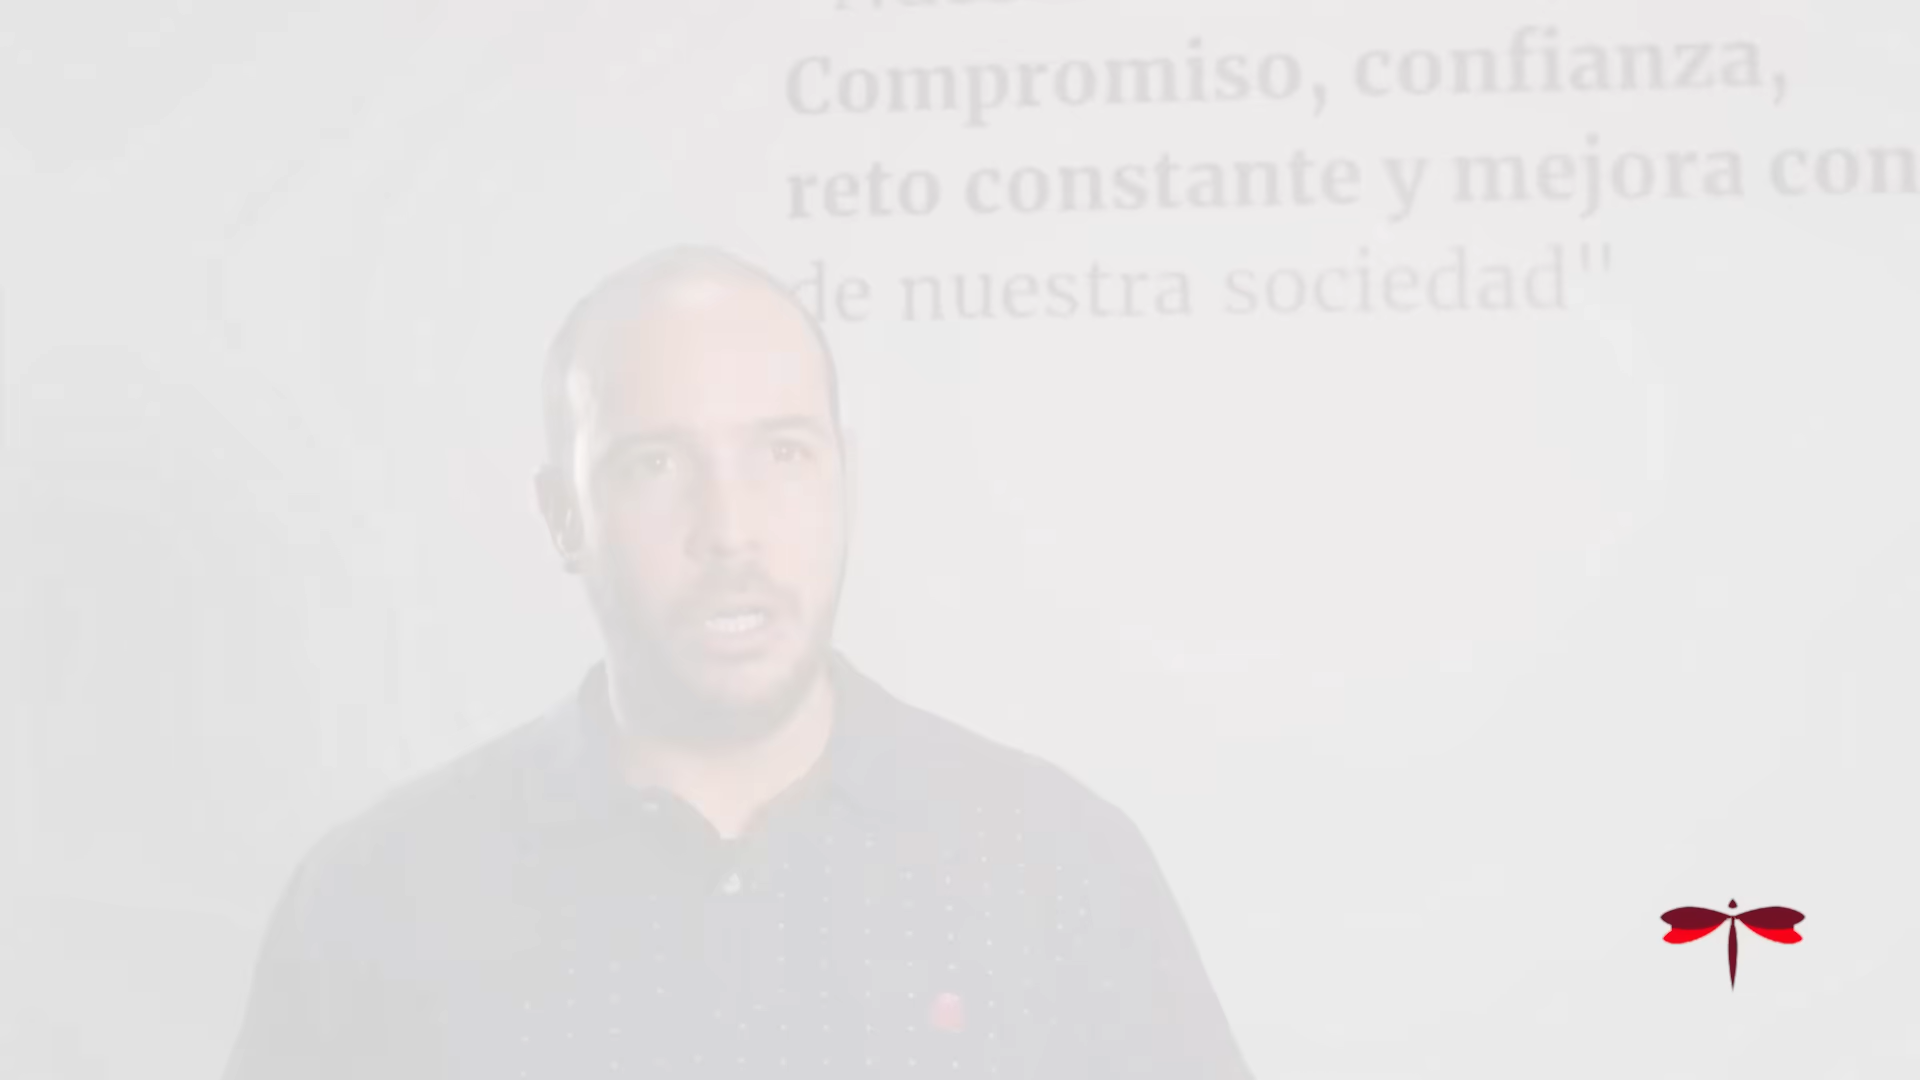 Compromiso, confianza,
reto constante y mejora con
de nuestra sociedad"